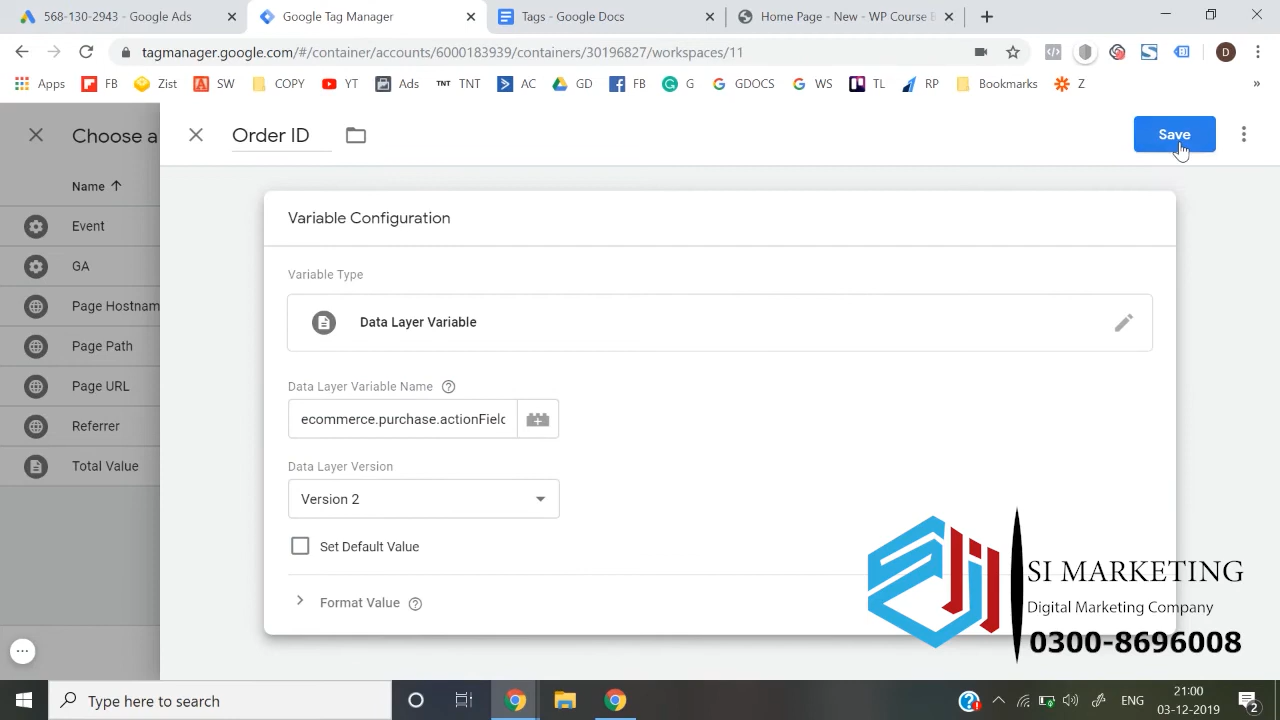 568-130-2943 - Google Ads
Google Tag Manager
Tags - Google Docs
Home Page - New - WP Course
tagmanager.google.com/#/container/accounts/6000183939/containers/30196827/workspaces/11
D
Apps FB Zist SW COPYY YT Ads TNT TNT AC GD FB G GDOCS WS TL RP Bookmarks Z »
Choose a
Order ID
Save
Name
Event
GA
Page Hostnam
Page Path
Page URL
Referrer
Total Value
Variable Configuration
Variable Type
Data Layer Variable
Data Layer Variable Name
ecommerce.purchase.actionField
Data Layer Version
Version 2
Set Default Value
Format Value
SI MARKETING
Digital Marketing Company
0300-8696008
Type here to search
ENG
21:00
03-12-2019
2